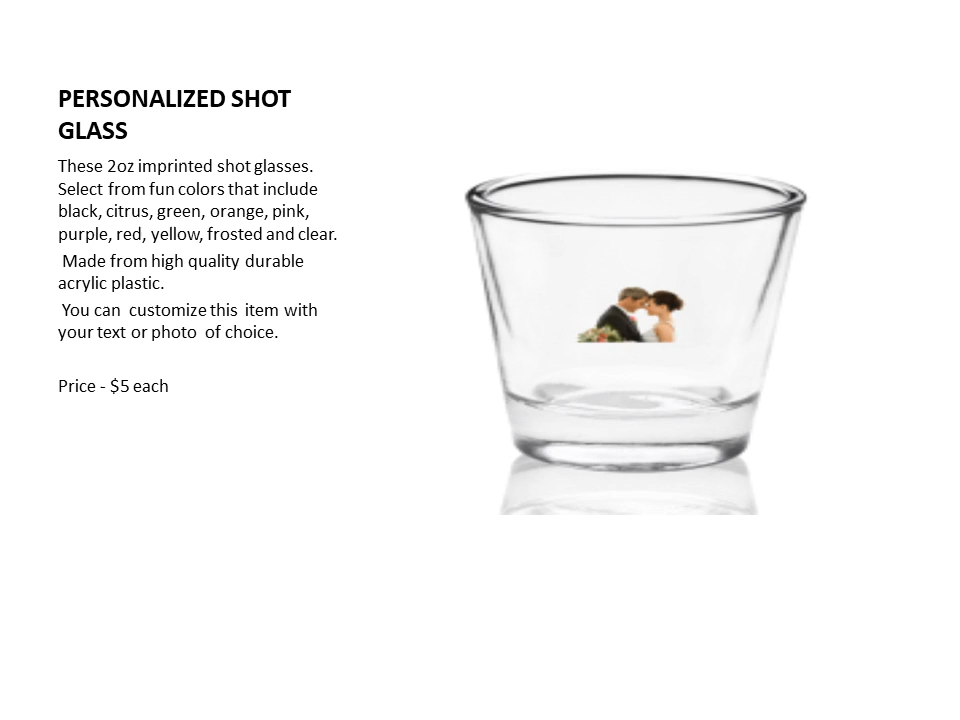 PERSONALIZED SHOT
GLASS
These 2oz imprinted shot glasses.
Select from fun colors that include
black, citrus, green, orange, pink,
purple, red, yellow, frosted and clear.
Made from high quality durable
acrylic plastic.
You can customize this item with
your text or photo of choice.
Price - $5 each